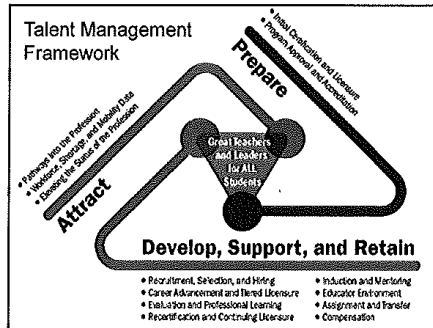 Talent Management
Framework
Prepare
• Initial Certification and Licensure
• Program Approval and Accreditation
• Pathways into the Profession
• Workforce, Shortage, and Mobility Data
• Elevating the Status of the Profession
Attract
Great Teachers
and Leaders
for ALL
Students
Develop, Support, and Retain
• Recruitment, Selection, and Hiring
• Career Advancement and Tiered Licensure
• Evaluation and Professional Learning
• Recertification and Continuing Licensure
• Induction and Mentoring
• Educator Environment
• Assignment and Transfer
• Compensation